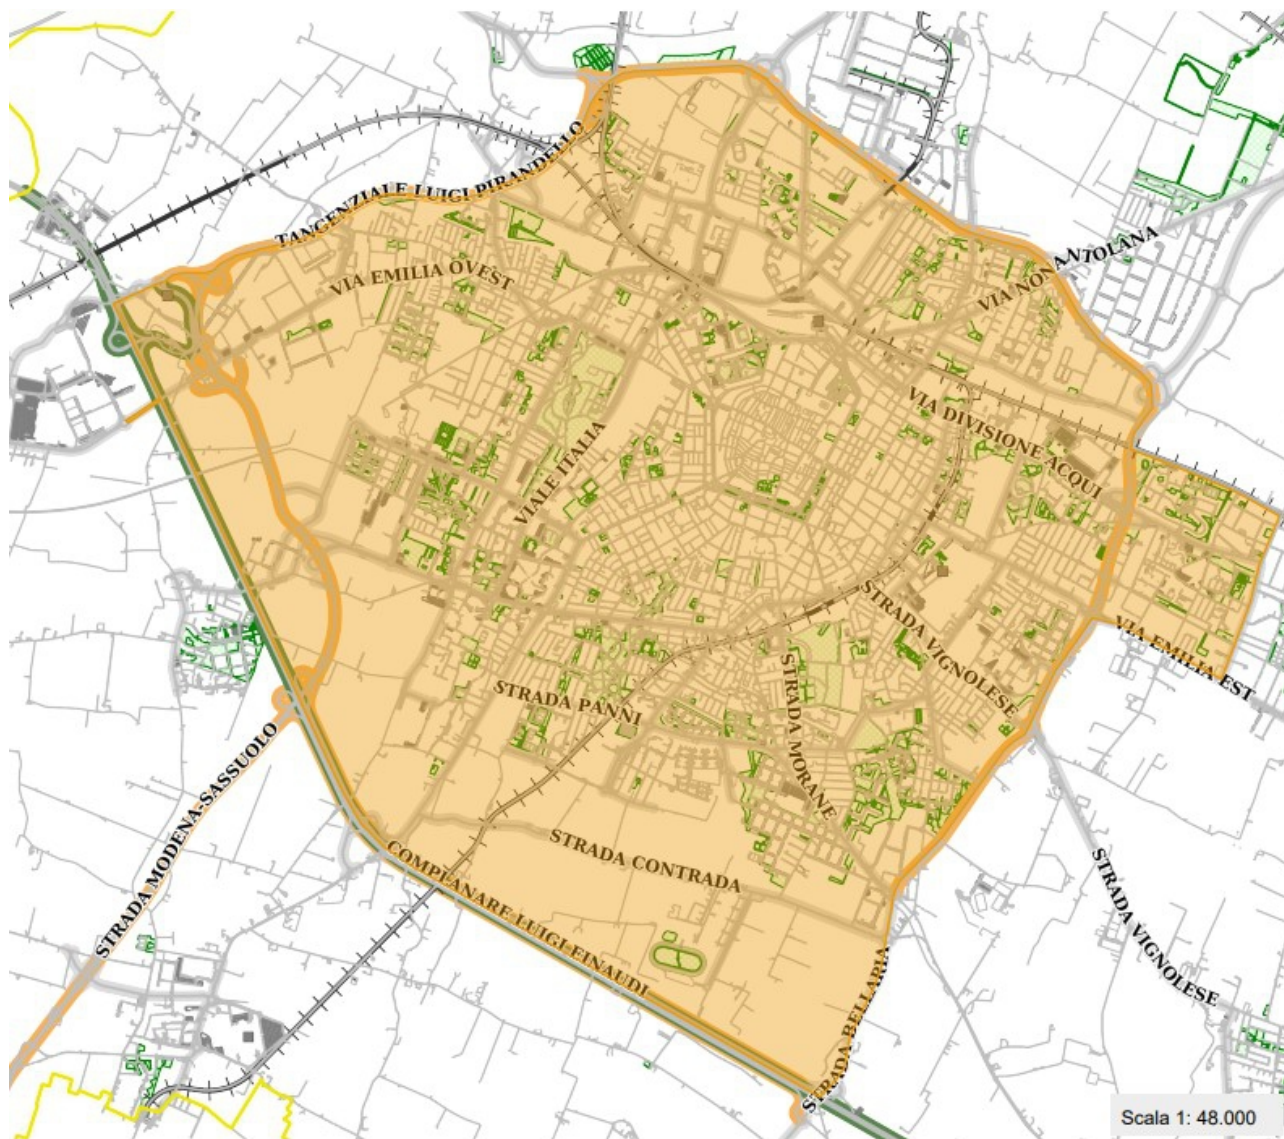 TANGENZIALE LUIGI PIRANDELLO
VIA EMILIA OVEST
VIA NONANTOLANA
VIA DIVISIONE ACQUI
VIALE ITALIA
STRADA VIGNOLESE
VIA EMILIA EST
STRADA PANNI
STRADA MORANE
STRADA MODENA-SASSUOLO
STRADA CONTRADA
COMPLANARE LUIGI EINAUDI
STRADA VIGNOLESE
STRADA BELLARIA
Scala 1: 48.000